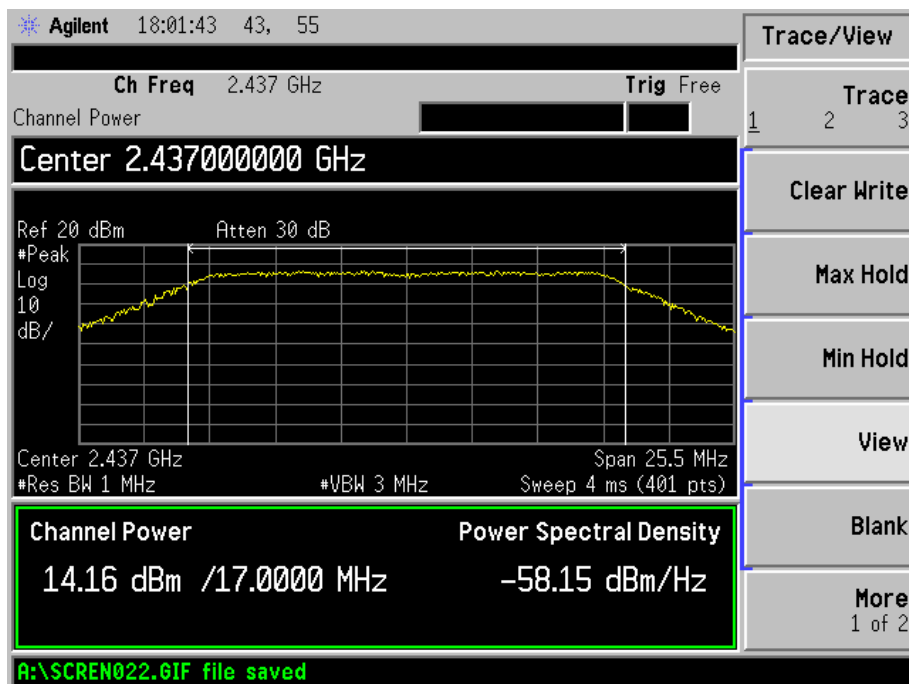 Agilent 18:01:43 43, 55
Trace/View
Ch Freq 2.437 GHz Trig Free
Channel Power
Trace
1 2 3
Center 2.437000000 GHz
Clear Write
Ref 20 dBm Atten 30 dB
#Peak
Log
10
dB/
Max Hold
Min Hold
View
Center 2.437 GHz Span 25.5 MHz
#Res BW 1 MHz #VBW 3 MHz Sweep 4 ms (401 pts)
Channel Power Power Spectral Density
14.16 dBm /17.0000 MHz -58.15 dBm/Hz
Blank
More
1 of 2
A:\SCREN022.GIF file saved